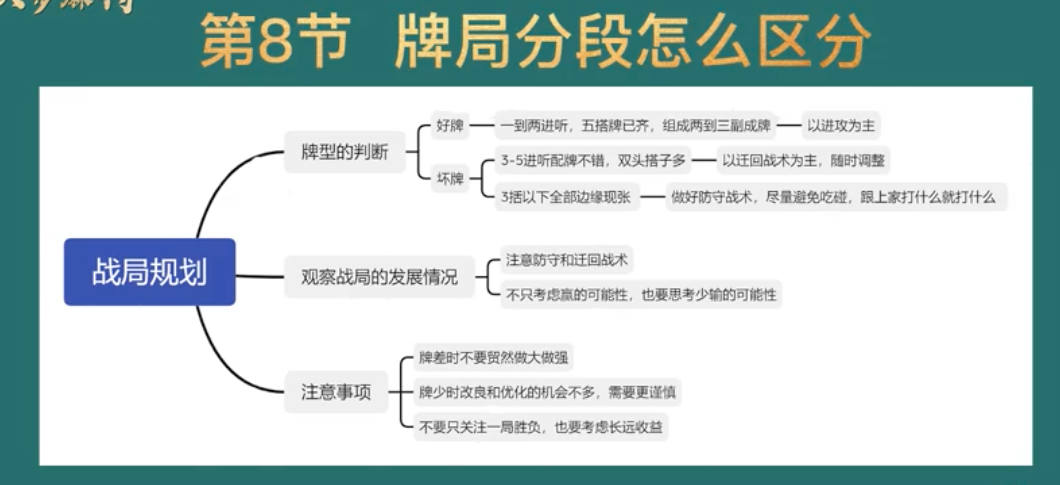 第8节 牌局分段怎么区分
战局规划
牌型的判断
好牌
一到两进听，五搭牌已齐，组成两到三副成牌
以进攻为主
坏牌
3-5进听配牌不错，双头搭子多
以迂回战术为主，随时调整
3括以下全部边缘现张
做好防守战术，尽量避免吃碰，跟上家打什么就打什么
观察战局的发展情况
注意防守和迂回战术
不只考虑赢的可能性，也要思考少输的可能性
注意事项
牌差时不要贸然做大做强
牌少时改良和优化的机会不多，需要更谨慎
不要只关注一局胜负，也要考虑长远收益